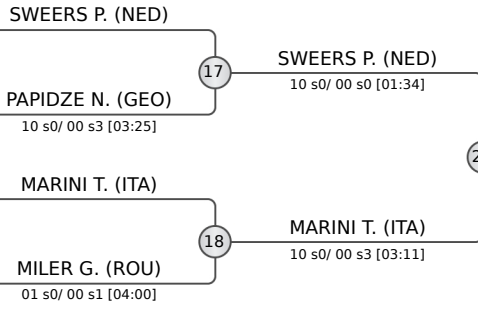 SWEERS P. (NED)
17
SWEERS P. (NED)
10 s0/ 00 s0 [01:34]
PAPIDZE N. (GEO)
10 s0/ 00 s3 [03:25]
MARINI T. (ITA)
18
MARINI T. (ITA)
10 s0/ 00 s3 [03:11]
MILER G. (ROU)
01 s0/ 00 s1 [04:00]